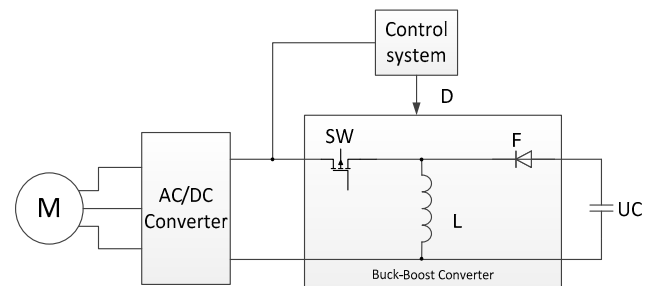 Control
system
D
SW
F
M
AC/DC
Converter
L
UC
Buck-Boost Converter